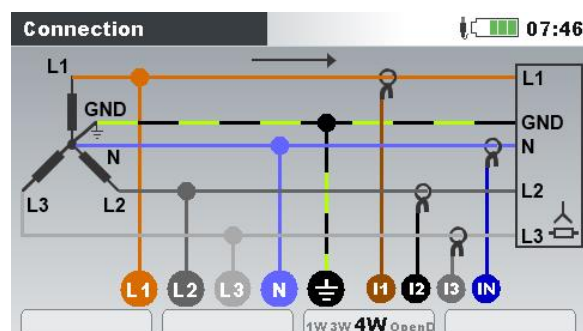 Connection 07:46
L1 L1
GND GND
N N
L3 L2 L2
L3
L1 L2 L3 N I1 I2 I3 IN
1W 3W 4W OpenD